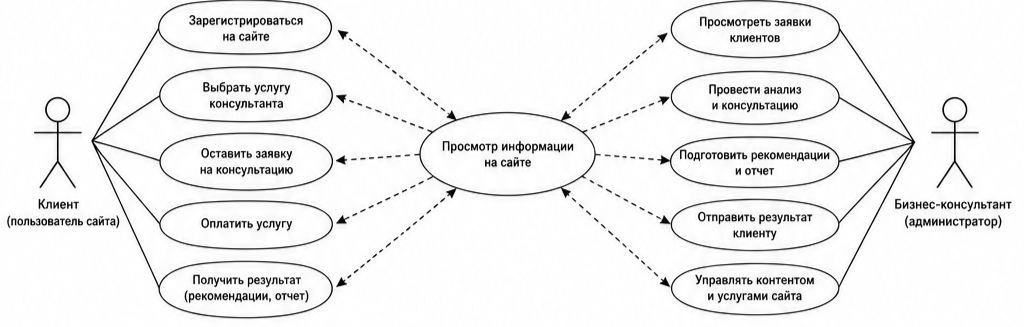 Зарегистрироваться
на сайте
Выбрать услугу
консультанта
Оставить заявку
на консультацию
Оплатить услугу
Получить результат
(рекомендации, отчет)
Клиент
(пользователь сайта)
Просмотр информации
на сайте
Просмотреть заявки
клиентов
Провести анализ
и консультацию
Подготовить рекомендации
и отчет
Отправить результат
клиенту
Управлять контентом
и услугами сайта
Бизнес-консультант
(администратор)